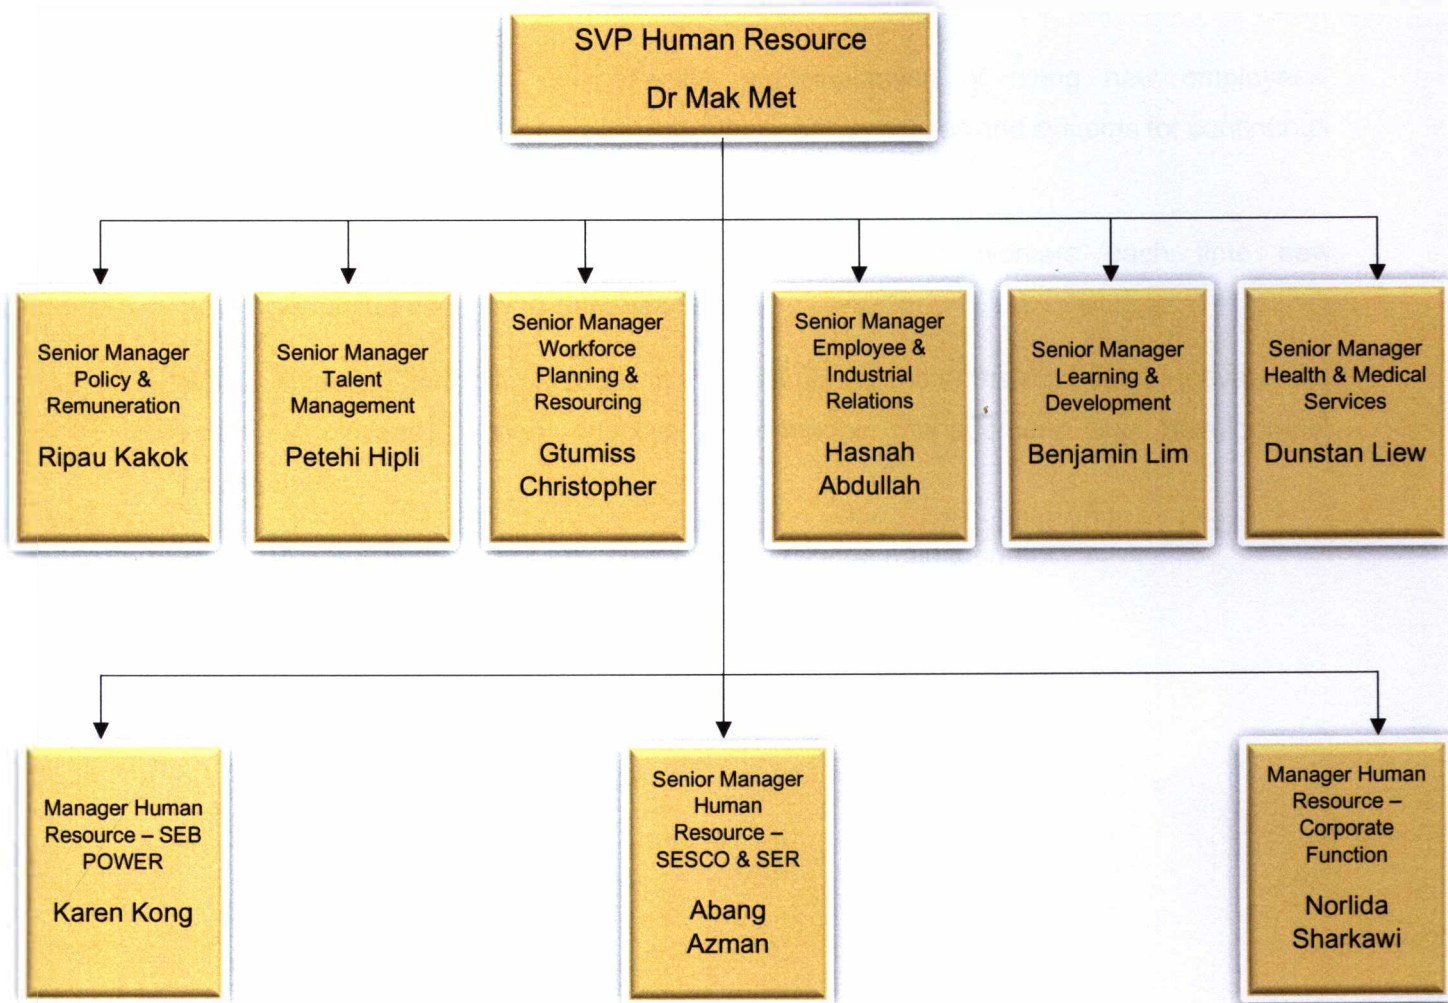 SVP Human Resource
Dr Mak Met
Senior Manager
Policy &
Remuneration
Ripau Kakok
Senior Manager
Talent
Management
Petehi Hipli
Senior Manager
Workforce
Planning &
Resourcing
Gtumiss
Christopher
Senior Manager
Employee &
Industrial
Relations
Hasnah
Abdullah
Senior Manager
Learning &
Development
Benjamin Lim
Senior Manager
Health & Medical
Services
Dunstan Liew
Manager Human
Resource – SEB
POWER
Karen Kong
Senior Manager
Human
Resource –
SESCO & SER
Abang
Azman
Manager Human
Resource –
Corporate
Function
Norlida
Sharkawi